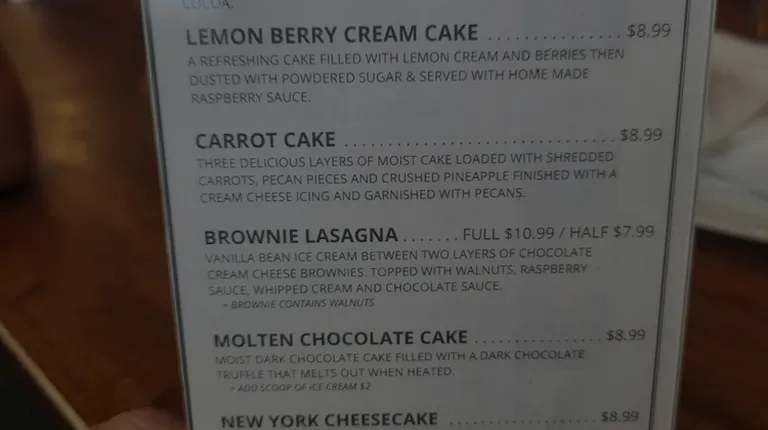 COCOA.
LEMON BERRY CREAM CAKE ............... $8.99
A REFRESHING CAKE FILLED WITH LEMON CREAM AND BERRIES THEN
DUSTED WITH POWDERED SUGAR & SERVED WITH HOME MADE
RASPBERRY SAUCE.
CARROT CAKE ............................... $8.99
THREE DELICIOUS LAYERS OF MOIST CAKE LOADED WITH SHREDDED
CARROTS, PECAN PIECES AND CRUSHED PINEAPPLE FINISHED WITH A
CREAM CHEESE ICING AND GARNISHED WITH PECANS.
BROWNIE LASAGNA ....... FULL $10.99 / HALF $7.99
VANILLA BEAN ICE CREAM BETWEEN TWO LAYERS OF CHOCOLATE
CREAM CHEESE BROWNIES. TOPPED WITH WALNUTS, RASPBERRY
SAUCE, WHIPPED CREAM AND CHOCOLATE SAUCE.
- BROWNIE CONTAINS WALNUTS
MOLTEN CHOCOLATE CAKE ............... $8.99
MOIST DARK CHOCOLATE CAKE FILLED WITH A DARK CHOCOLATE
TRUFFLE THAT MELTS OUT WHEN HEATED.
- ADD SCOOP OF ICE CREAM $2
NEW YORK CHEESECAKE .................. $8.99